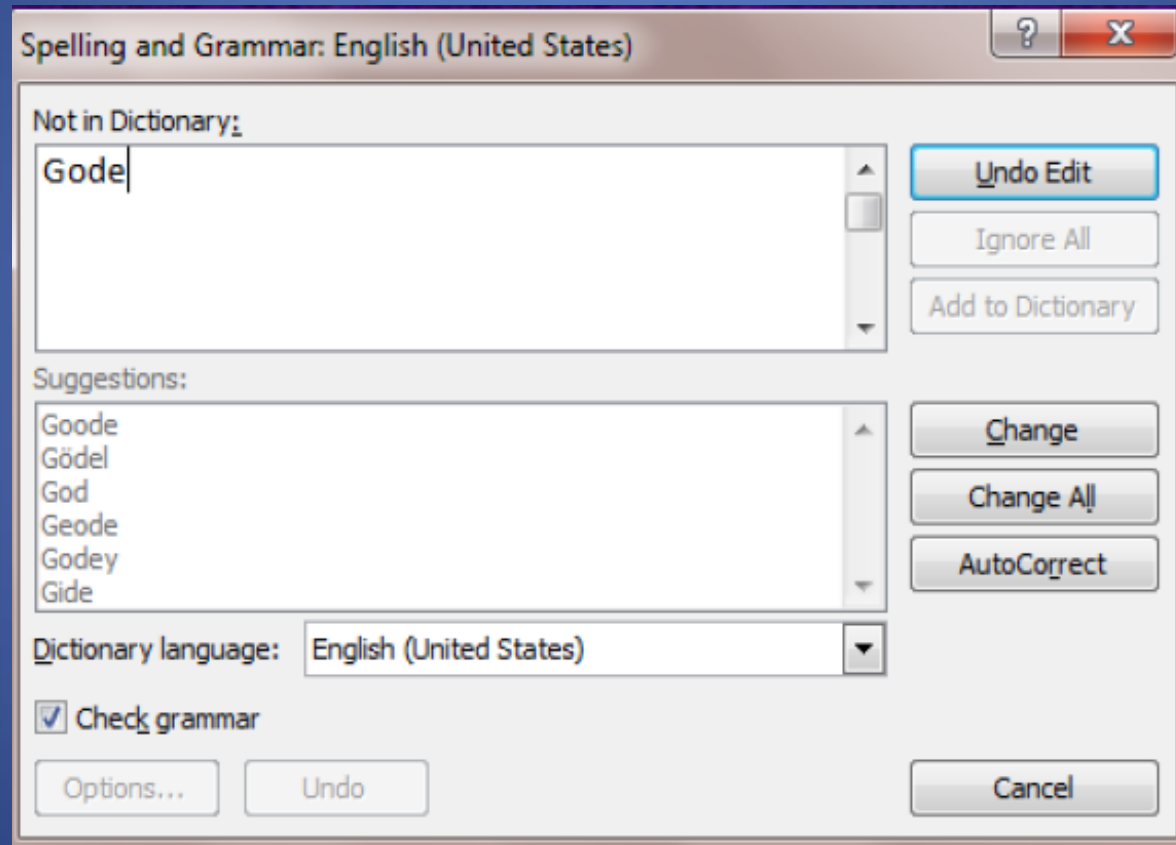 Spelling and Grammar: English (United States)
?
X
Not in Dictionary:
Gode
Undo Edit
Ignore All
Add to Dictionary
Suggestions:
Goode
Gödel
God
Geode
Godey
Gide
Change
Change All
AutoCorrect
Dictionary language: English (United States)
Check grammar
Options... Undo Cancel